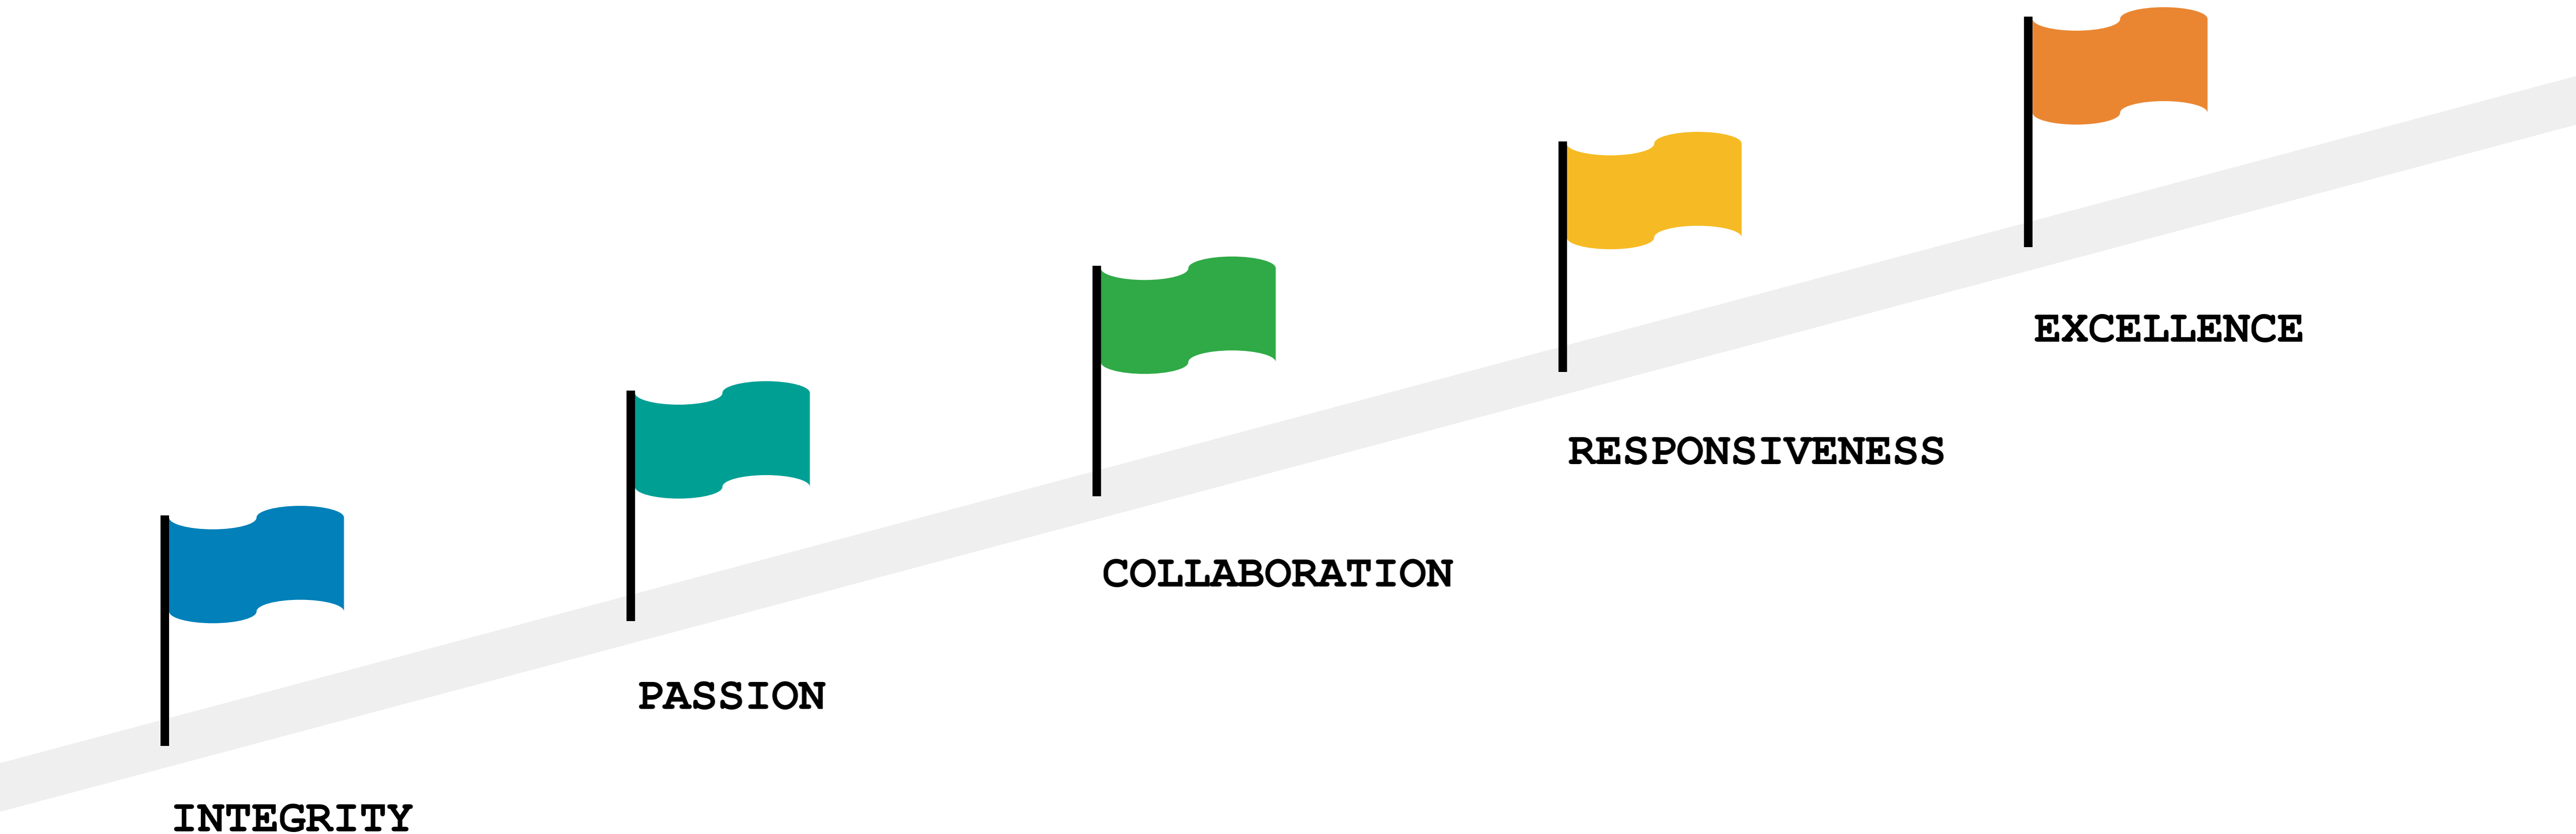 INTEGRITY
PASSION
COLLABORATION
RESPONSIVENESS
EXCELLENCE